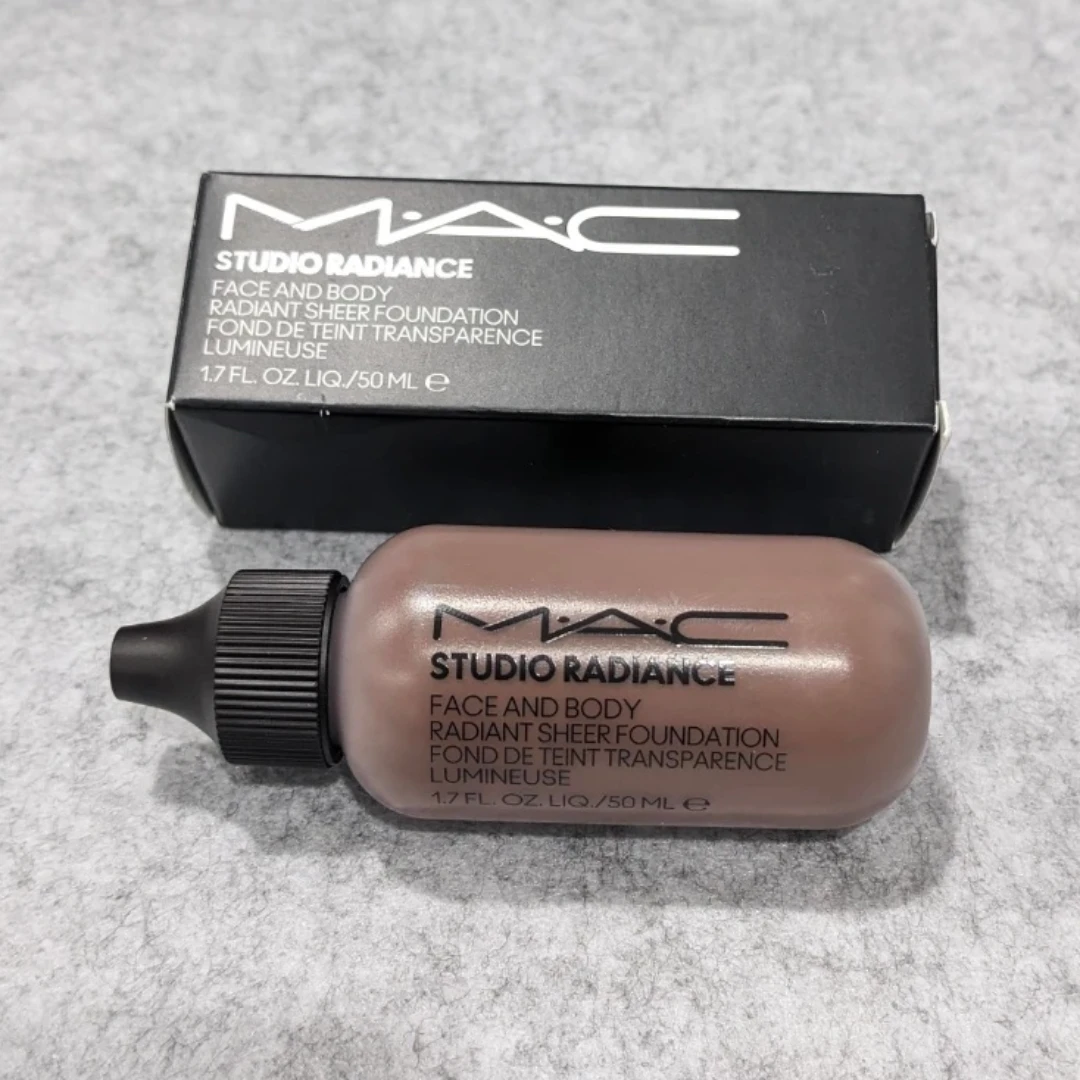 M·A·C
STUDIO RADIANCE
FACE AND BODY
RADIANT SHEER FOUNDATION
FOND DE TEINT TRANSPARENCE
LUMINEUSE
1.7 FL. OZ. LIQ./50 ML ℮
M·A·C
STUDIO RADIANCE
FACE AND BODY
RADIANT SHEER FOUNDATION
FOND DE TEINT TRANSPARENCE
LUMINEUSE
1.7 FL. OZ. LIQ./50 ML ℮